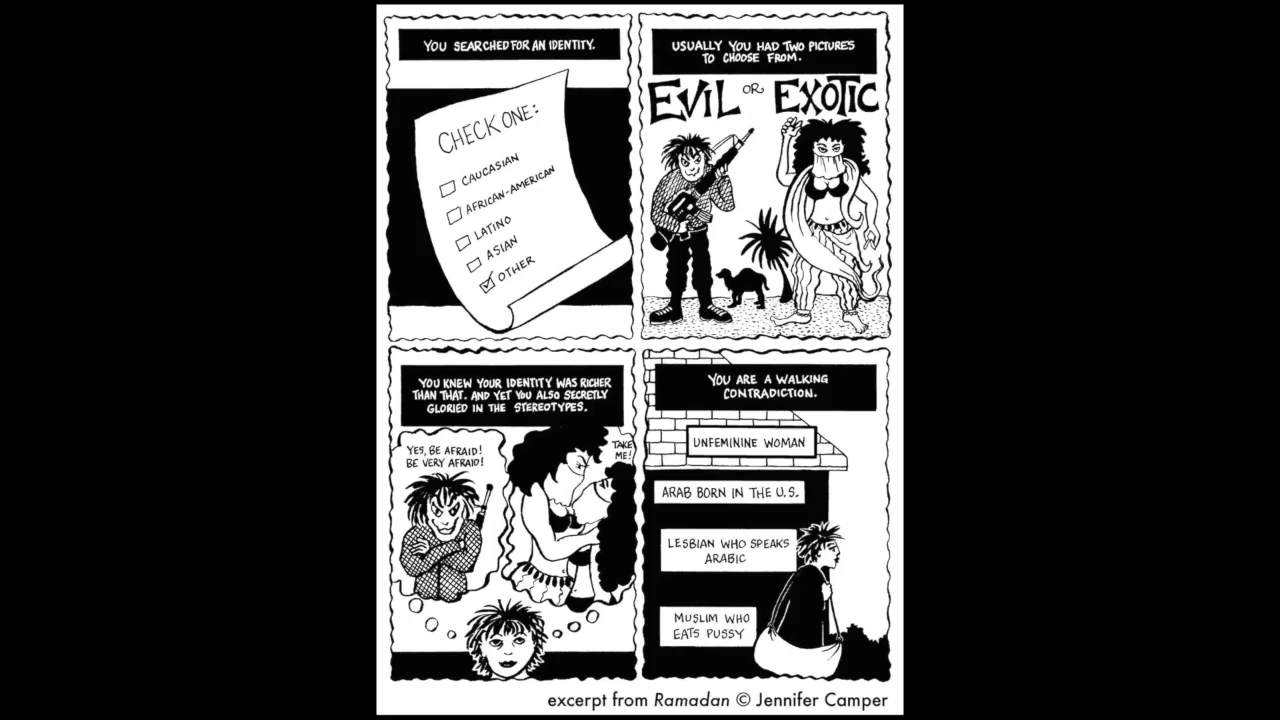 YOU SEARCHED FOR AN IDENTITY.
CHECK ONE:
CAUCASIAN
AFRICAN-AMERICAN
LATINO
ASIAN
OTHER
USUALLY YOU HAD TWO PICTURES
TO CHOOSE FROM.
EVIL OR EXOTIC
YOU KNEW YOUR IDENTITY WAS RICHER
THAN THAT. AND YET YOU ALSO SECRETLY
GLORIED IN THE STEREOTYPES.
YES, BE AFRAID!
BE VERY AFRAID!
TAKE
ME!
YOU ARE A WALKING
CONTRADICTION.
UNFEMININE WOMAN
ARAB BORN IN THE U.S.
LESBIAN WHO SPEAKS
ARABIC
MUSLIM WHO
EATS PUSSY
excerpt from Ramadan © Jennifer Camper